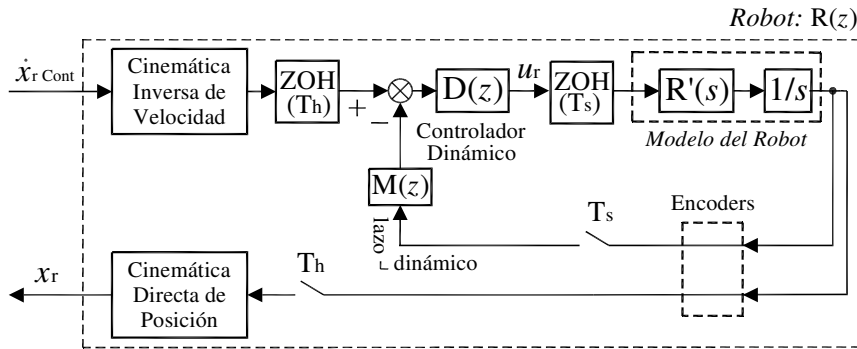 Robot: R(z)
ẋr Cont
Cinemática
Inversa de
Velocidad
ZOH
(Th)
+
−
D(z)
ur
ZOH
(Ts)
R'(s)
1/s
Modelo del Robot
Controlador
Dinámico
M(z)
lazo
dinámico
Ts
Encoders
xr
Cinemática
Directa de
Posición
Th